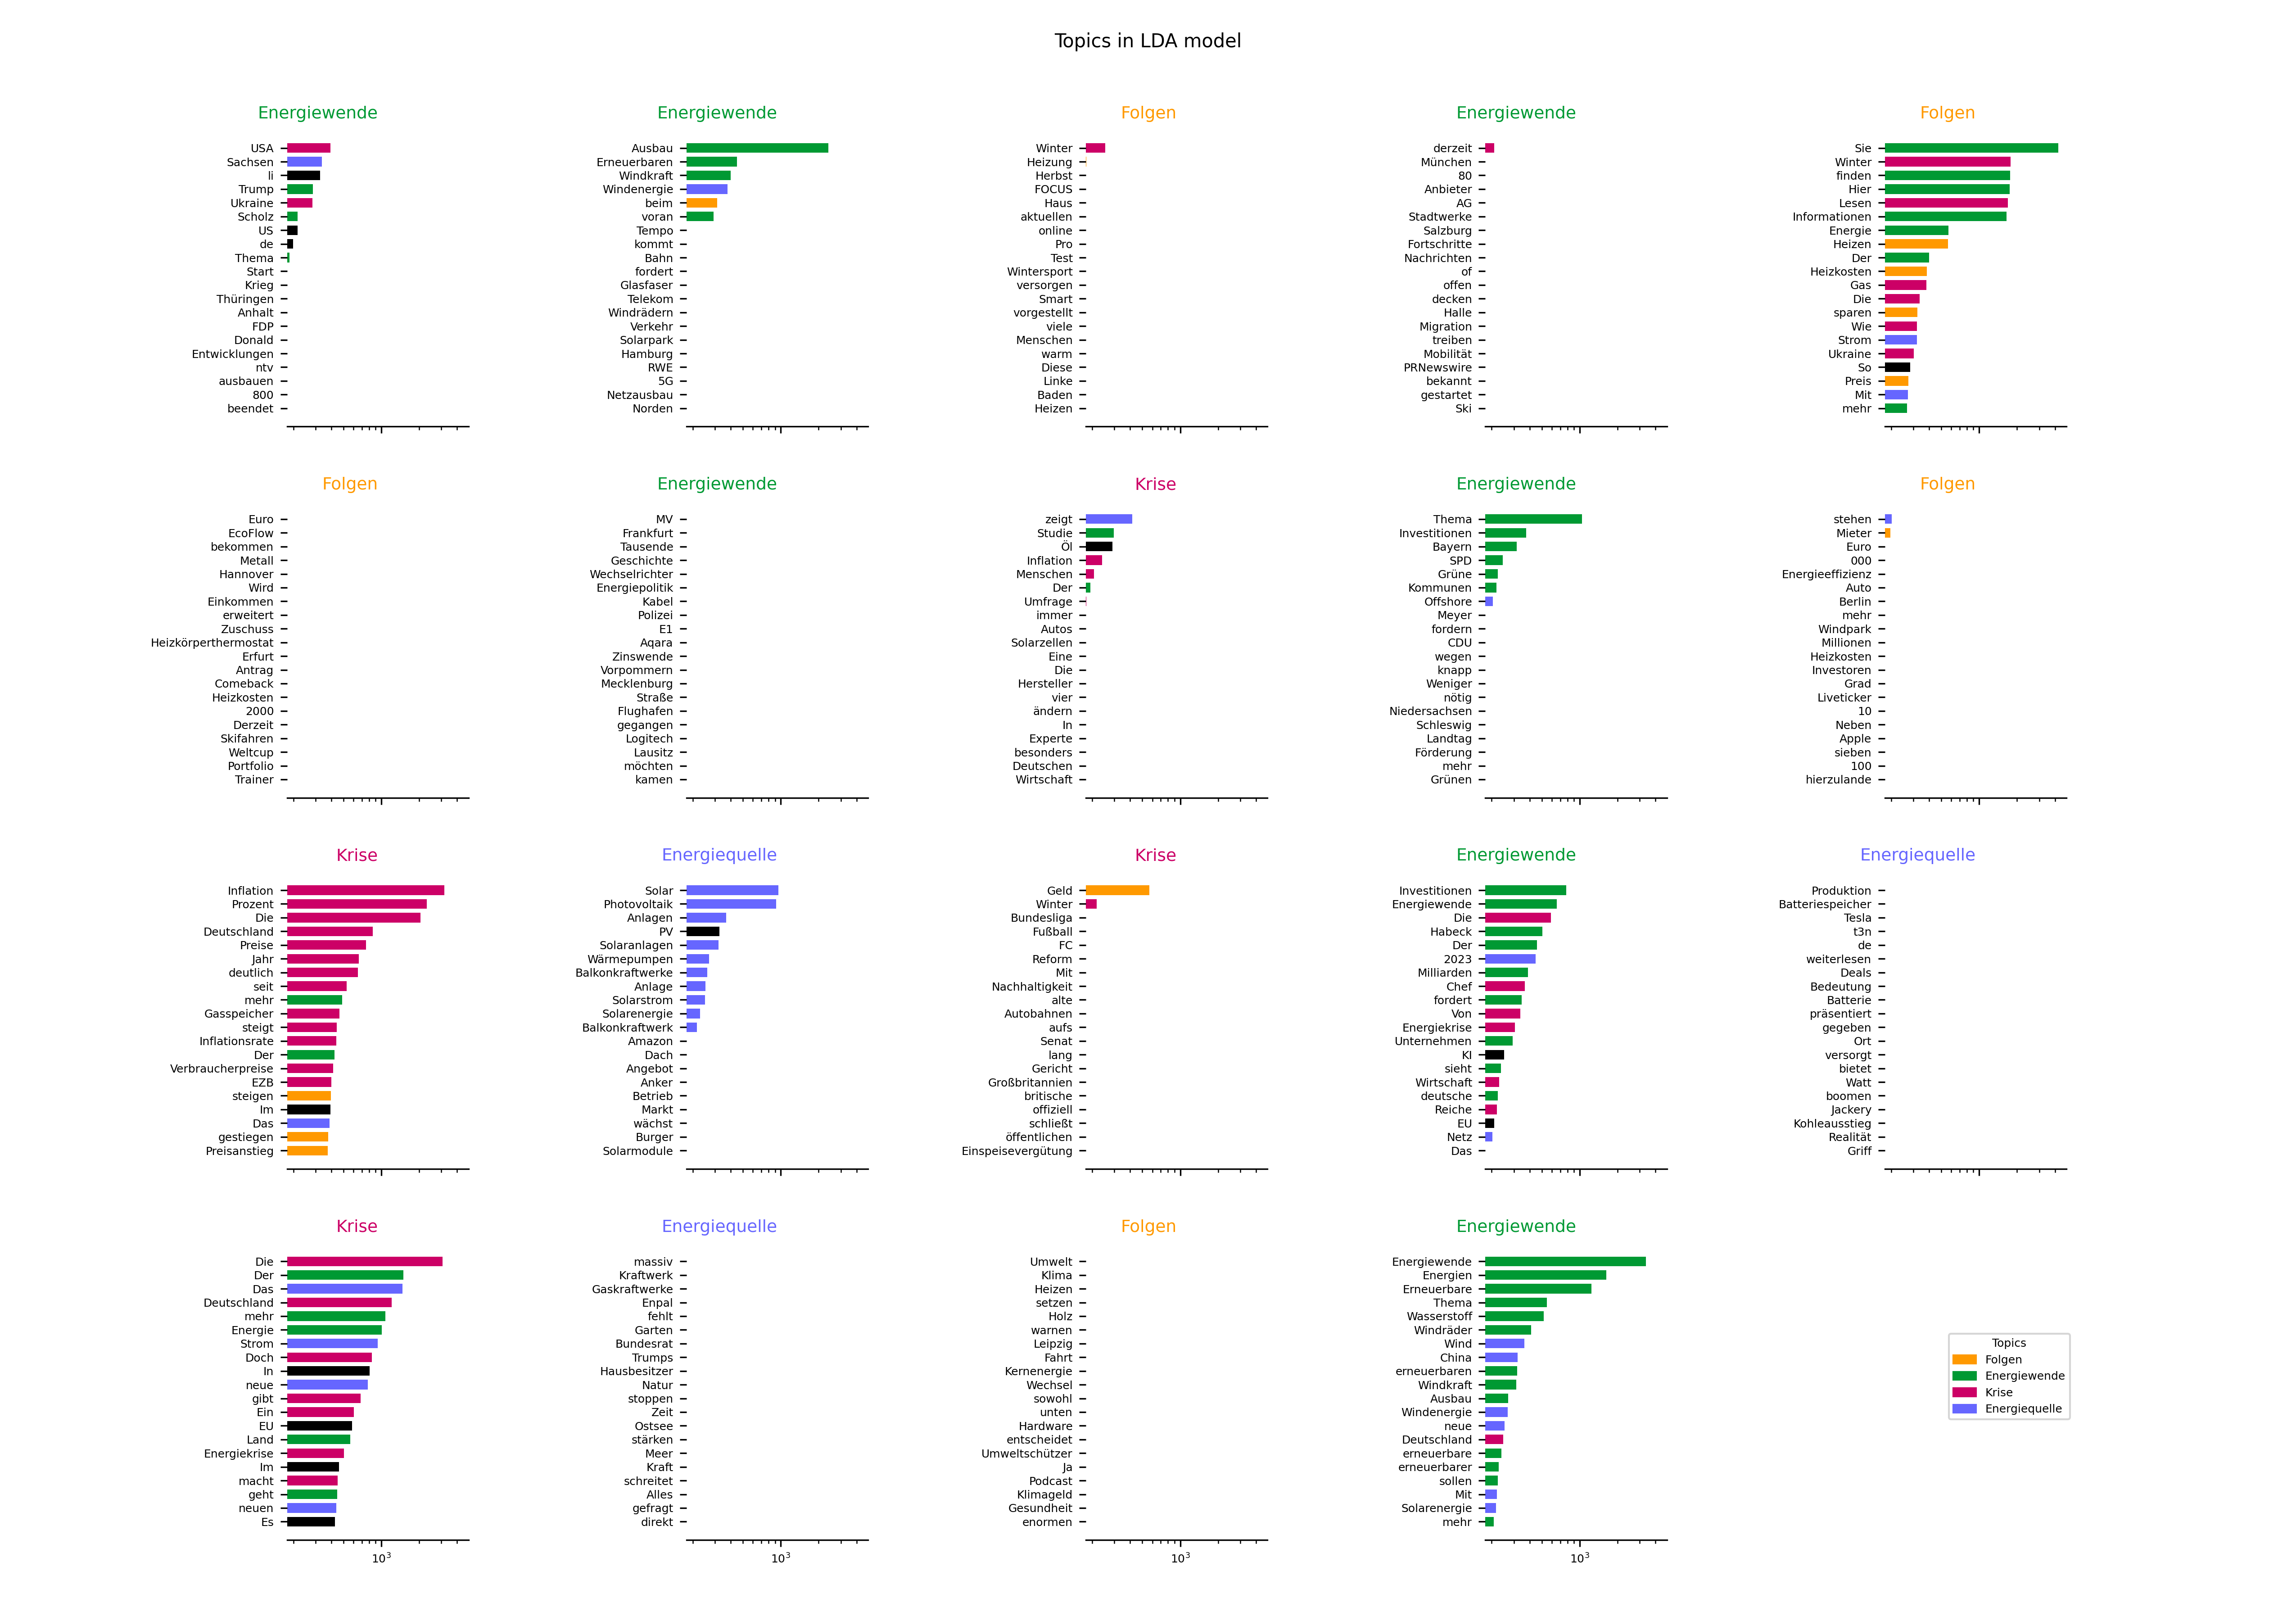 Topics in LDA model
Energiewende
USA
Sachsen
li
Trump
Ukraine
Scholz
US
de
Thema
Start
Krieg
Thüringen
Anhalt
FDP
Donald
Entwicklungen
ntv
ausbauen
800
beendet
Energiewende
Ausbau
Erneuerbaren
Windkraft
Windenergie
beim
voran
Tempo
kommt
Bahn
fordert
Glasfaser
Telekom
Windrädern
Verkehr
Solarpark
Hamburg
RWE
5G
Netzausbau
Norden
Folgen
Winter
Heizung
Herbst
FOCUS
Haus
aktuellen
online
Pro
Test
Wintersport
versorgen
Smart
vorgestellt
viele
Menschen
warm
Diese
Linke
Baden
Heizen
Energiewende
derzeit
München
80
Anbieter
AG
Stadtwerke
Salzburg
Fortschritte
Nachrichten
of
offen
decken
Halle
Migration
treiben
Mobilität
PRNewswire
bekannt
gestartet
Ski
Folgen
Sie
Winter
finden
Hier
Lesen
Informationen
Energie
Heizen
Der
Heizkosten
Gas
Die
sparen
Wie
Strom
Ukraine
So
Preis
Mit
mehr
Folgen
Euro
EcoFlow
bekommen
Metall
Hannover
Wird
Einkommen
erweitert
Zuschuss
Heizkörperthermostat
Erfurt
Antrag
Comeback
Heizkosten
2000
Derzeit
Skifahren
Weltcup
Portfolio
Trainer
Energiewende
MV
Frankfurt
Tausende
Geschichte
Wechselrichter
Energiepolitik
Kabel
Polizei
E1
Aqara
Zinswende
Vorpommern
Mecklenburg
Straße
Flughafen
gegangen
Logitech
Lausitz
möchten
kamen
Krise
zeigt
Studie
Öl
Inflation
Menschen
Der
Umfrage
immer
Autos
Solarzellen
Eine
Die
Hersteller
vier
ändern
In
Experte
besonders
Deutschen
Wirtschaft
Energiewende
Thema
Investitionen
Bayern
SPD
Grüne
Kommunen
Offshore
Meyer
fordern
CDU
wegen
knapp
Weniger
nötig
Niedersachsen
Schleswig
Landtag
Förderung
mehr
Grünen
Folgen
stehen
Mieter
Euro
000
Energieeffizienz
Auto
Berlin
mehr
Windpark
Millionen
Heizkosten
Investoren
Grad
Liveticker
10
Neben
Apple
sieben
100
hierzulande
Krise
Inflation
Prozent
Die
Deutschland
Preise
Jahr
deutlich
seit
mehr
Gasspeicher
steigt
Inflationsrate
Der
Verbraucherpreise
EZB
steigen
Im
Das
gestiegen
Preisanstieg
Energiequelle
Solar
Photovoltaik
Anlagen
PV
Solaranlagen
Wärmepumpen
Balkonkraftwerke
Anlage
Solarstrom
Solarenergie
Balkonkraftwerk
Amazon
Dach
Angebot
Anker
Betrieb
Markt
wächst
Burger
Solarmodule
Krise
Geld
Winter
Bundesliga
Fußball
FC
Reform
Mit
Nachhaltigkeit
alte
Autobahnen
aufs
Senat
lang
Gericht
Großbritannien
britische
offiziell
schließt
öffentlichen
Einspeisevergütung
Energiewende
Investitionen
Energiewende
Die
Habeck
Der
2023
Milliarden
Chef
fordert
Von
Energiekrise
Unternehmen
KI
sieht
Wirtschaft
deutsche
Reiche
EU
Netz
Das
Energiequelle
Produktion
Batteriespeicher
Tesla
t3n
de
weiterlesen
Deals
Bedeutung
Batterie
präsentiert
gegeben
Ort
versorgt
bietet
Watt
boomen
Jackery
Kohleausstieg
Realität
Griff
Krise
Die
Der
Das
Deutschland
mehr
Energie
Strom
Doch
In
neue
gibt
Ein
EU
Land
Energiekrise
Im
macht
geht
neuen
Es
10³
Energiequelle
massiv
Kraftwerk
Gaskraftwerke
Enpal
fehlt
Garten
Bundesrat
Trumps
Hausbesitzer
Natur
stoppen
Zeit
Ostsee
stärken
Meer
Kraft
schreitet
Alles
gefragt
direkt
10³
Folgen
Umwelt
Klima
Heizen
setzen
Holz
warnen
Leipzig
Fahrt
Kernenergie
Wechsel
sowohl
unten
Hardware
entscheidet
Umweltschützer
Ja
Podcast
Klimageld
Gesundheit
enormen
10³
Energiewende
Energiewende
Energien
Erneuerbare
Thema
Wasserstoff
Windräder
Wind
China
erneuerbaren
Windkraft
Ausbau
Windenergie
neue
Deutschland
erneuerbare
erneuerbarer
sollen
Mit
Solarenergie
mehr
10³
Topics
Folgen
Energiewende
Krise
Energiequelle